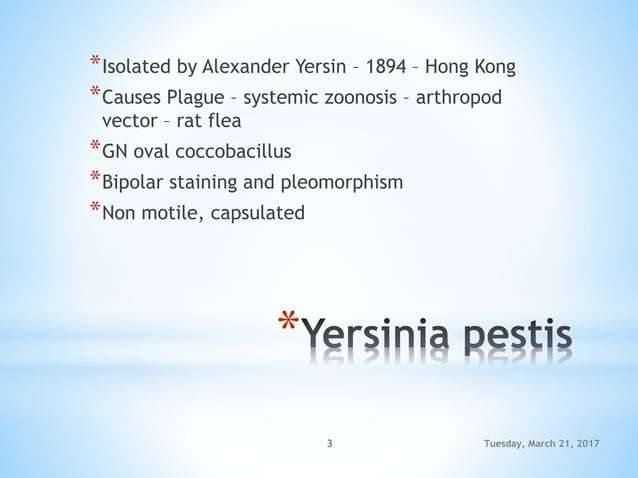 *Isolated by Alexander Yersin – 1894 – Hong Kong
*Causes Plague – systemic zoonosis – arthropod
vector – rat flea
*GN oval coccobacillus
*Bipolar staining and pleomorphism
*Non motile, capsulated
*Yersinia pestis
3
Tuesday, March 21, 2017